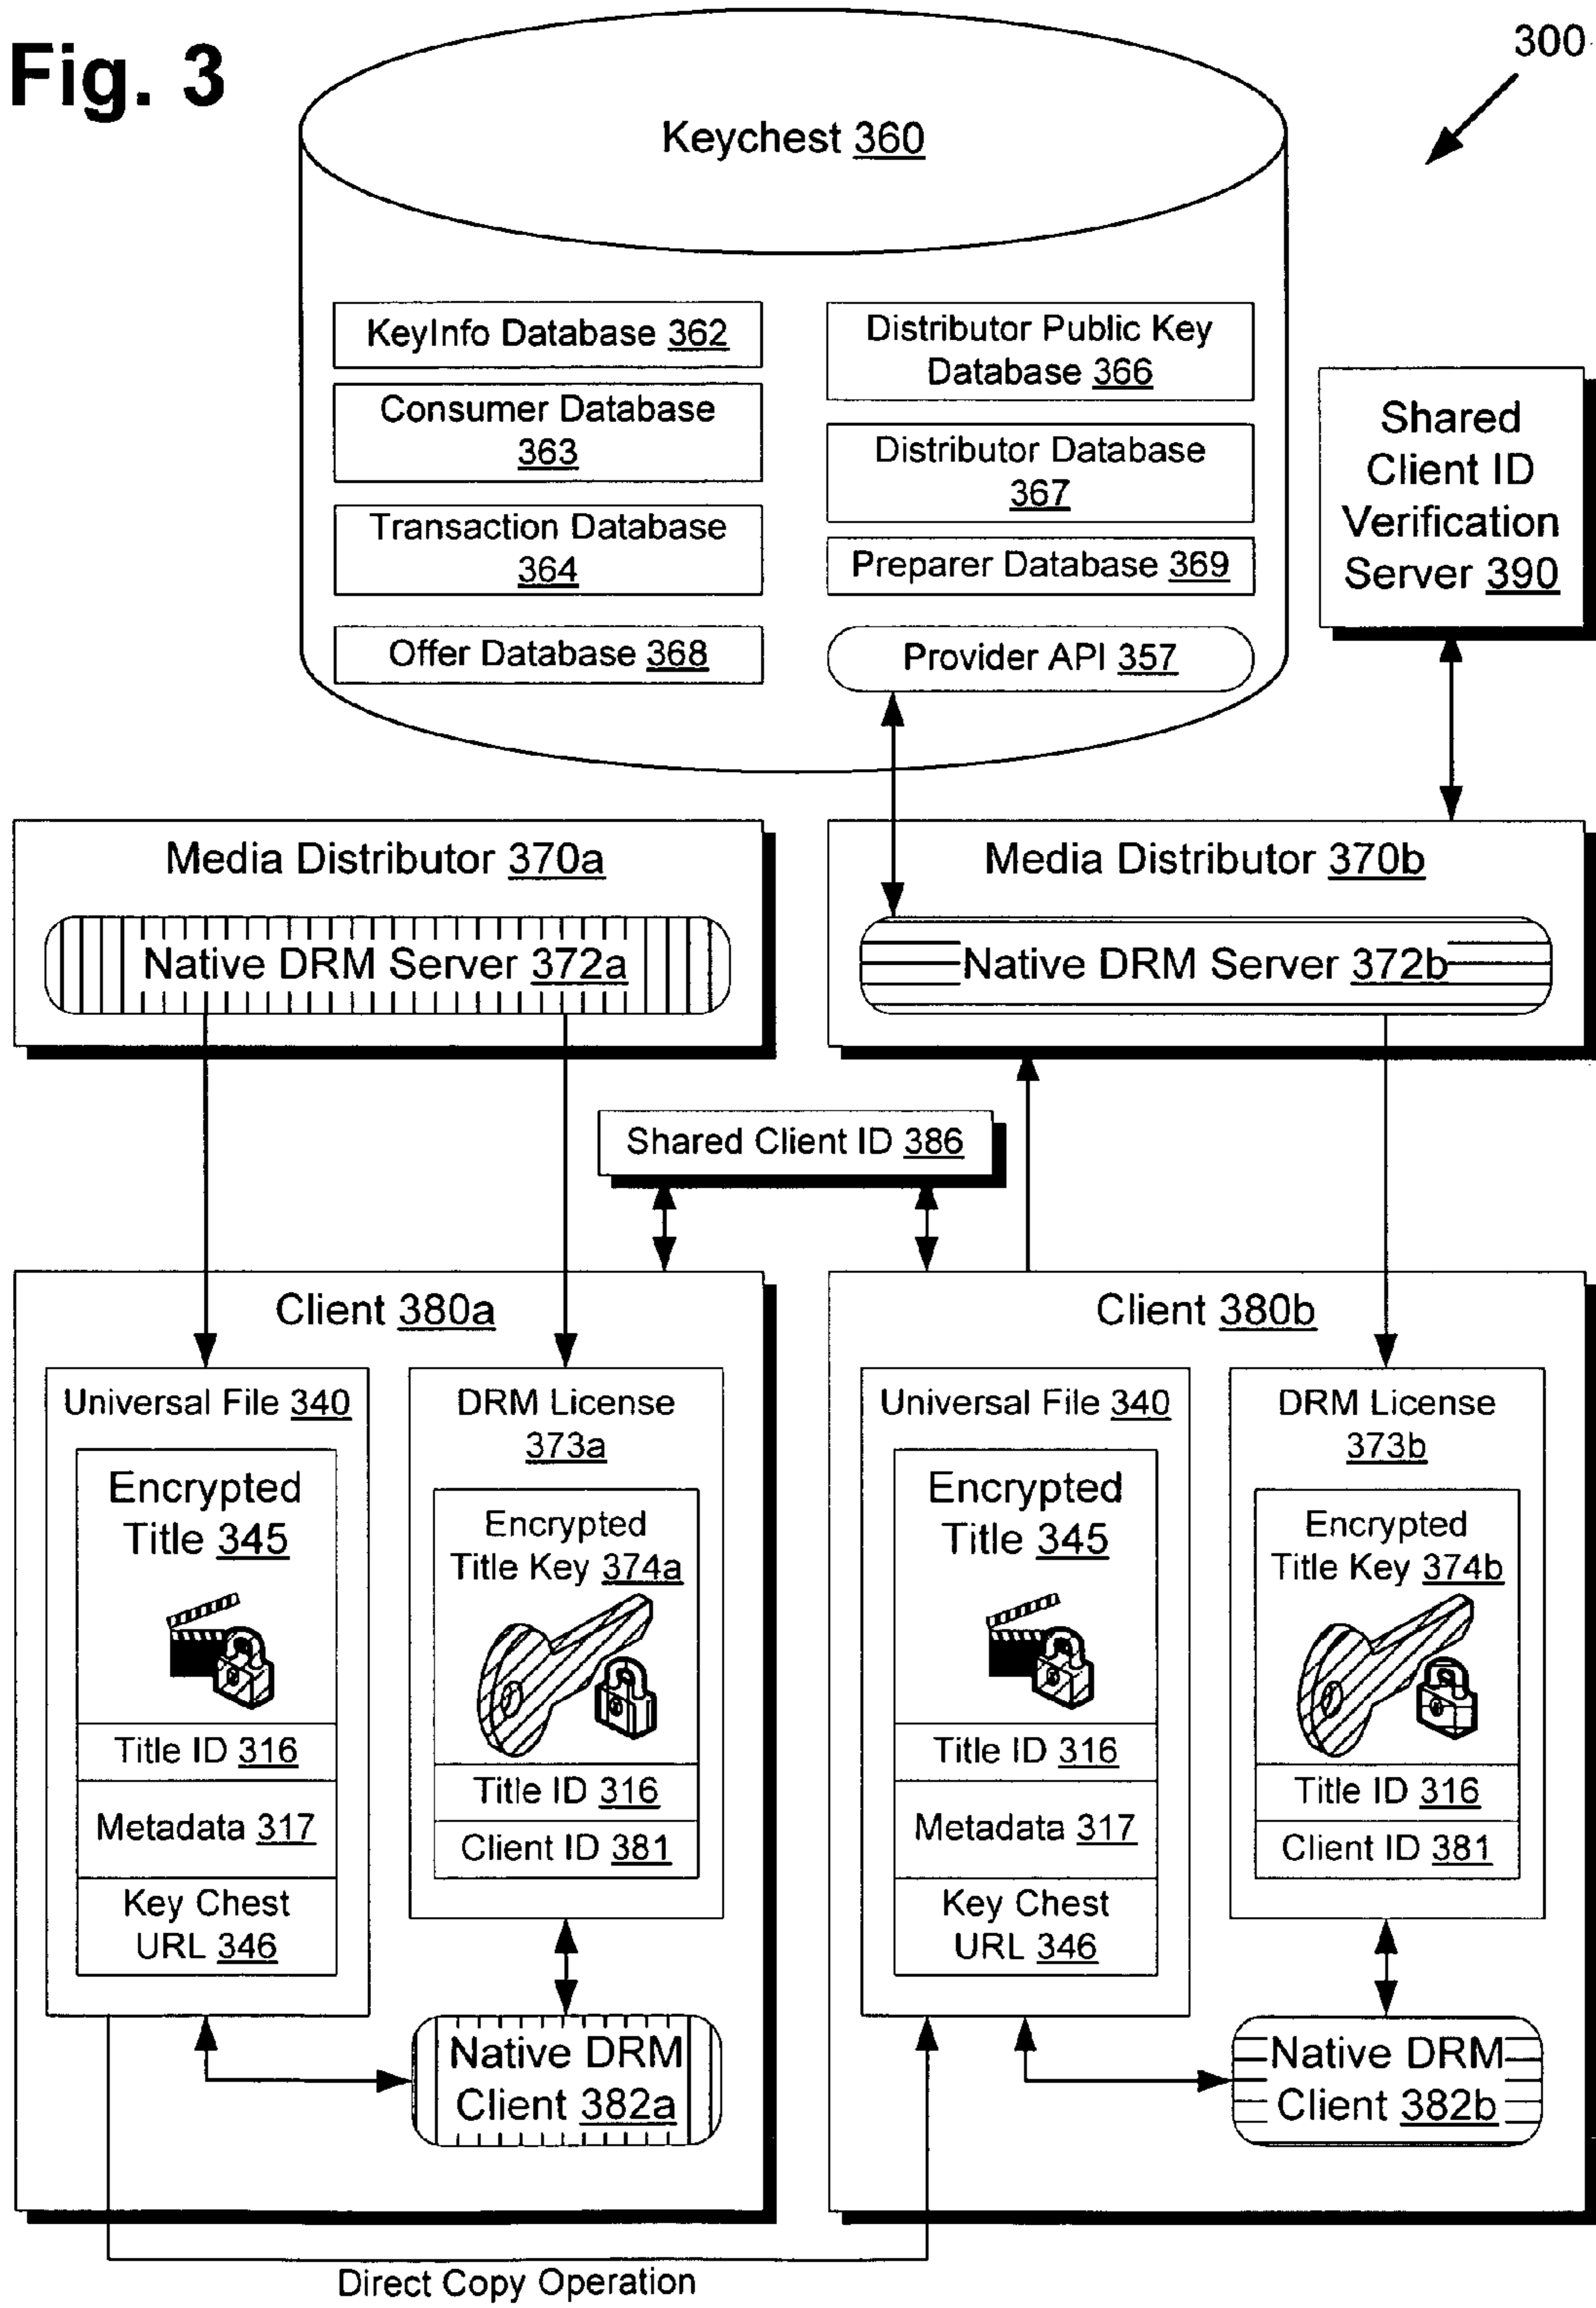 Fig. 3
300
Keychest 360
KeyInfo Database 362
Consumer Database
363
Transaction Database
364
Offer Database 368
Distributor Public Key
Database 366
Distributor Database
367
Preparer Database 369
Provider API 357
Shared
Client ID
Verification
Server 390
Media Distributor 370a
Native DRM Server 372a
Media Distributor 370b
Native DRM Server 372b
Shared Client ID 386
Client 380a
Universal File 340
Encrypted
Title 345
Title ID 316
Metadata 317
Key Chest
URL 346
DRM License
373a
Encrypted
Title Key 374a
Title ID 316
Client ID 381
Native DRM
Client 382a
Client 380b
Universal File 340
Encrypted
Title 345
Title ID 316
Metadata 317
Key Chest
URL 346
DRM License
373b
Encrypted
Title Key 374b
Title ID 316
Client ID 381
Native DRM
Client 382b
Direct Copy Operation